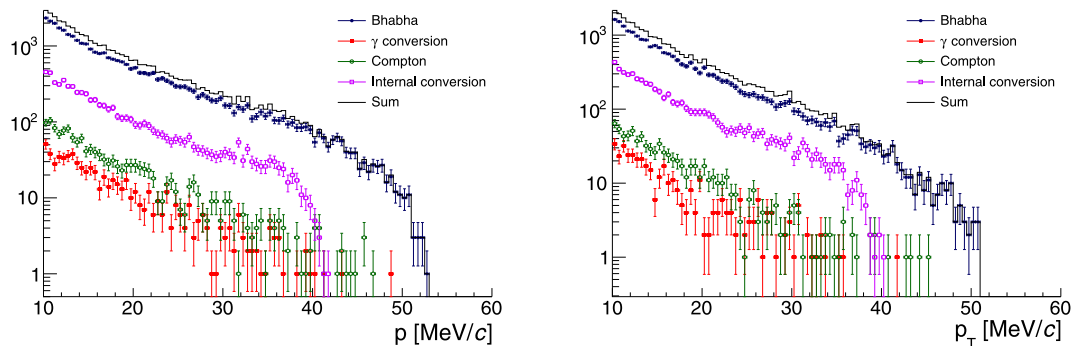 10³
10²
10
1
10 20 30 40 50 60
p [MeV/c]
Bhabha
γ conversion
Compton
Internal conversion
Sum
10³
10²
10
1
10 20 30 40 50 60
p_T [MeV/c]
Bhabha
γ conversion
Compton
Internal conversion
Sum